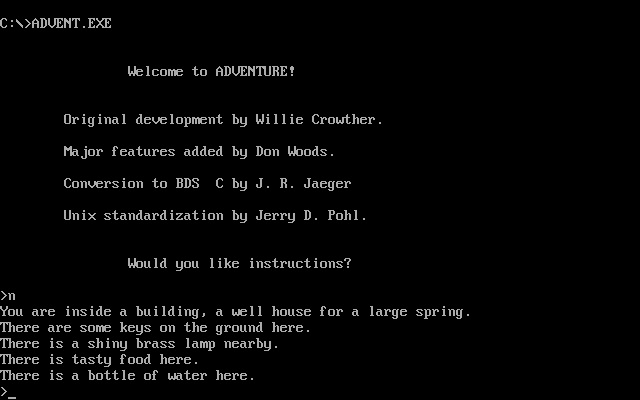 C:\>ADVENT.EXE
Welcome to ADVENTURE!
Original development by Willie Crowther.
Major features added by Don Woods.
Conversion to BDS  C by J. R. Jaeger
Unix standardization by Jerry D. Pohl.
Would you like instructions?
>n
You are inside a building, a well house for a large spring.
There are some keys on the ground here.
There is a shiny brass lamp nearby.
There is tasty food here.
There is a bottle of water here.
>_